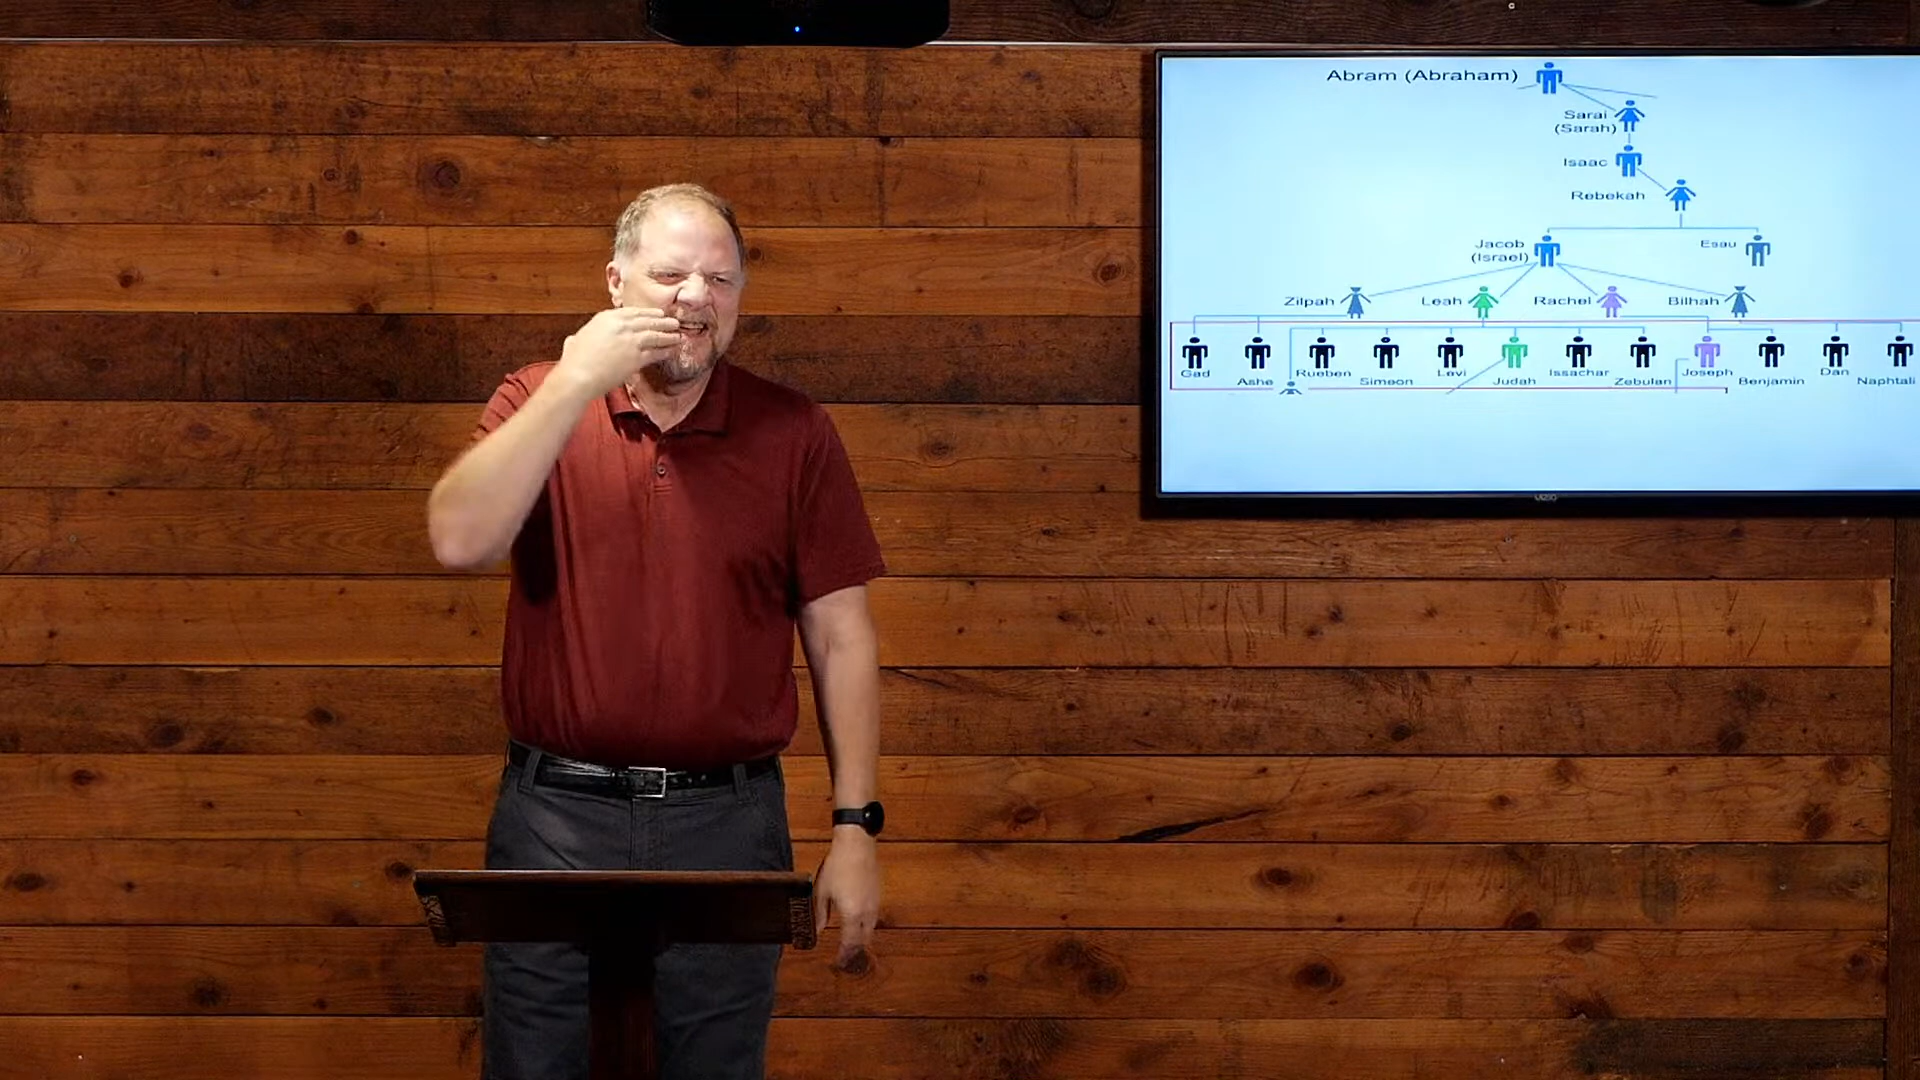 Abram (Abraham)
Sarai
(Sarah)
Isaac
Rebekah
Jacob
(Israel)
Esau
Zilpah
Leah
Rachel
Bilhah
Gad
Ashe
Rueben
Simeon
Levi
Judah
Issachar
Zebulan
Joseph
Benjamin
Dan
Naphtali
VIZIO